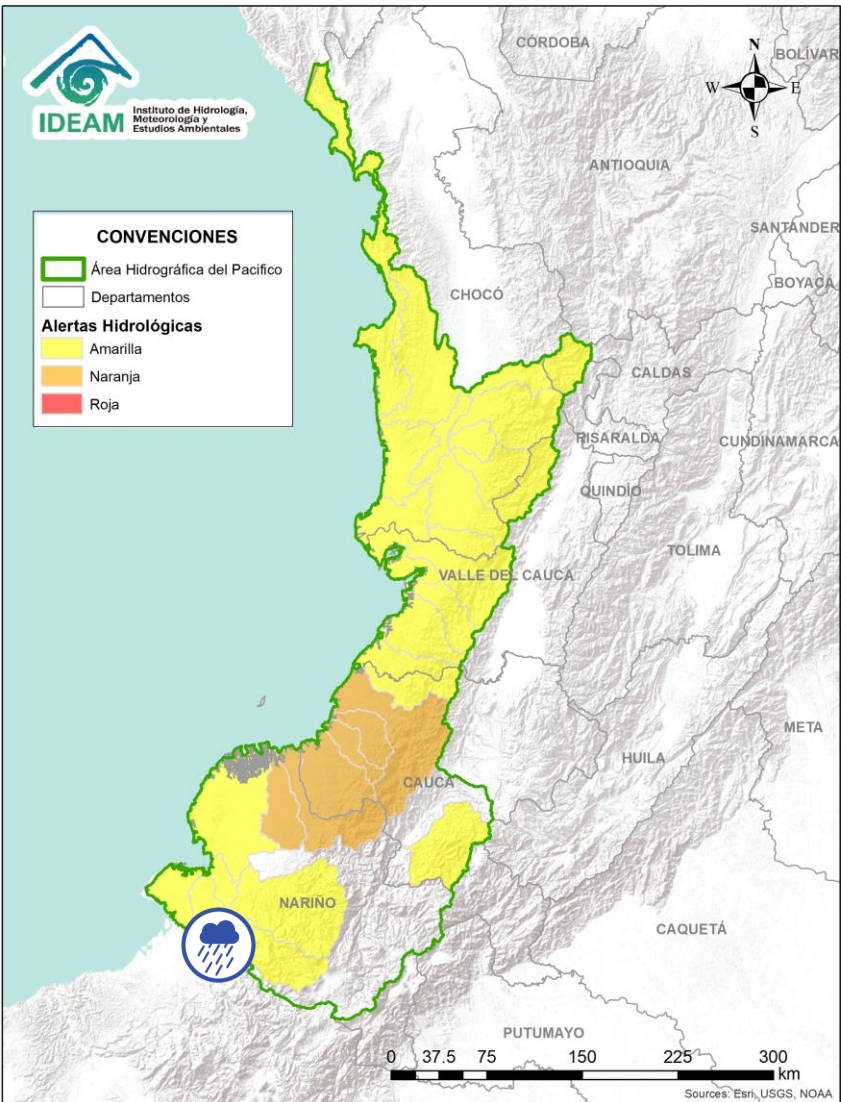 IDEAM
Instituto de Hidrología,
Meteorología y
Estudios Ambientales
CÓRDOBA
BOLÍVAR
N
W
E
S
ANTIOQUIA
SANTANDER
BOYACÁ
CONVENCIONES
Área Hidrográfica del Pacifico
Departamentos
Alertas Hidrológicas
Amarilla
Naranja
Roja
CHOCÓ
CALDAS
RISARALDA
CUNDINAMARCA
QUINDÍO
TOLIMA
VALLE DEL CAUCA
META
HUILA
CAUCA
NARIÑO
CAQUETÁ
PUTUMAYO
0 37.5 75 150 225 300
km
Sources: Esri, USGS, NOAA